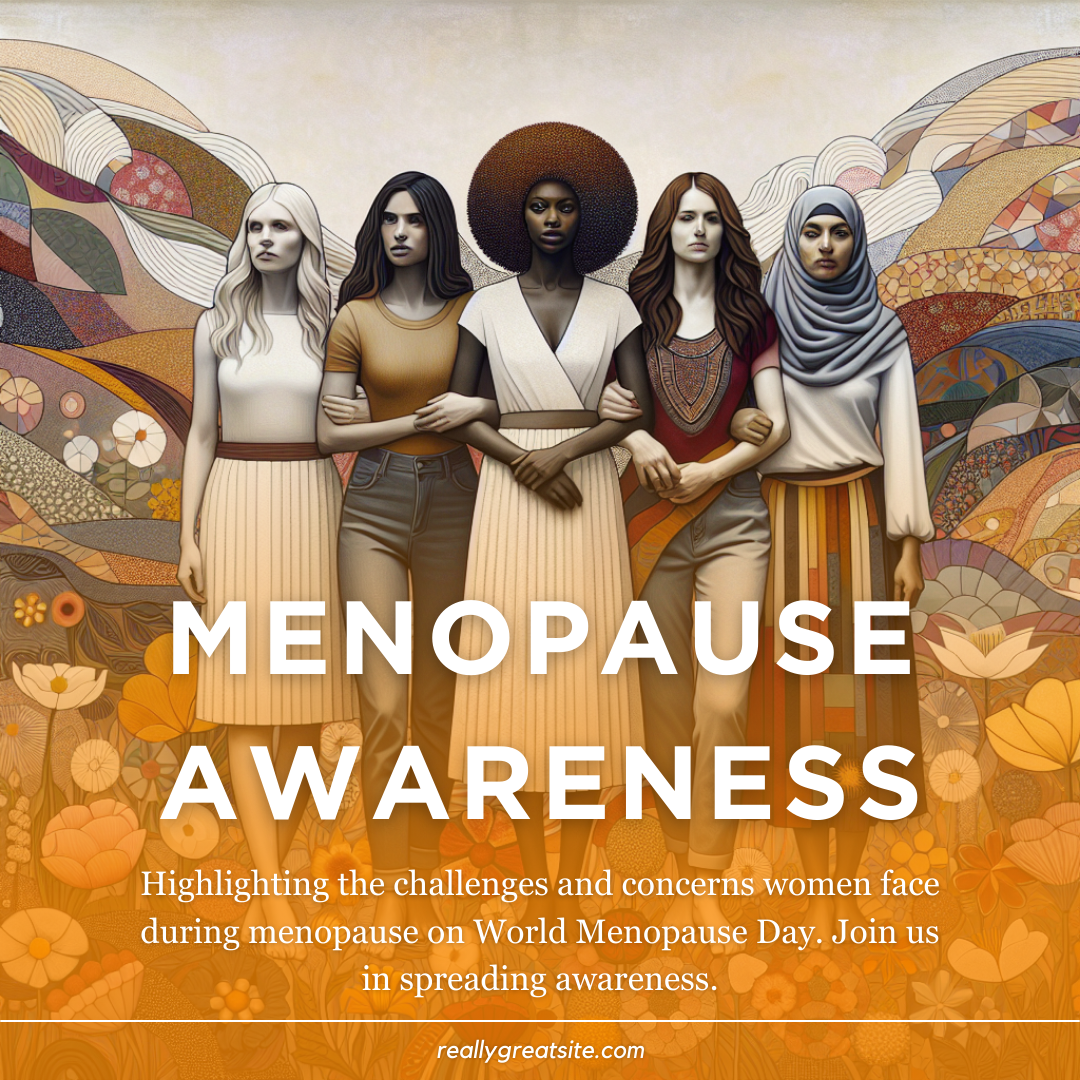 MENOPAUSE
AWARENESS
Highlighting the challenges and concerns women face
during menopause on World Menopause Day. Join us
in spreading awareness.
reallygreatsite.com